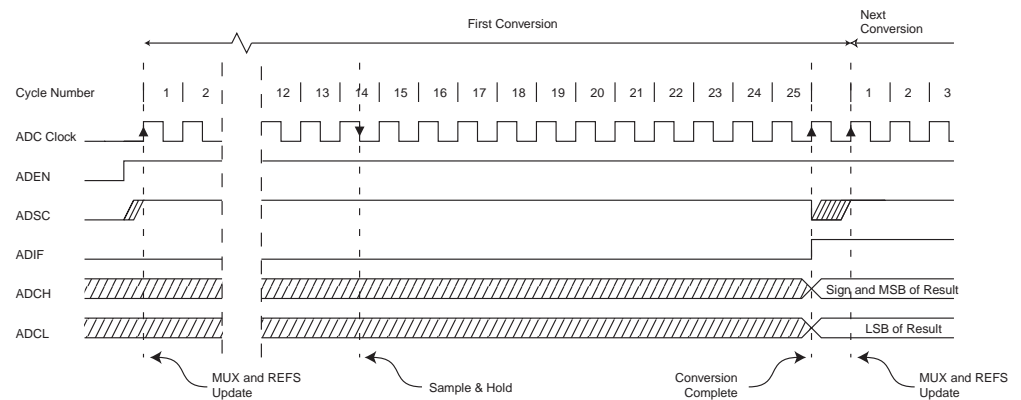 First Conversion
Next
Conversion
Cycle Number 1 2 12 13 14 15 16 17 18 19 20 21 22 23 24 25 1 2 3
ADC Clock
ADEN
ADSC
ADIF
ADCH Sign and MSB of Result
ADCL LSB of Result
MUX and REFS
Update
Sample & Hold
Conversion
Complete
MUX and REFS
Update